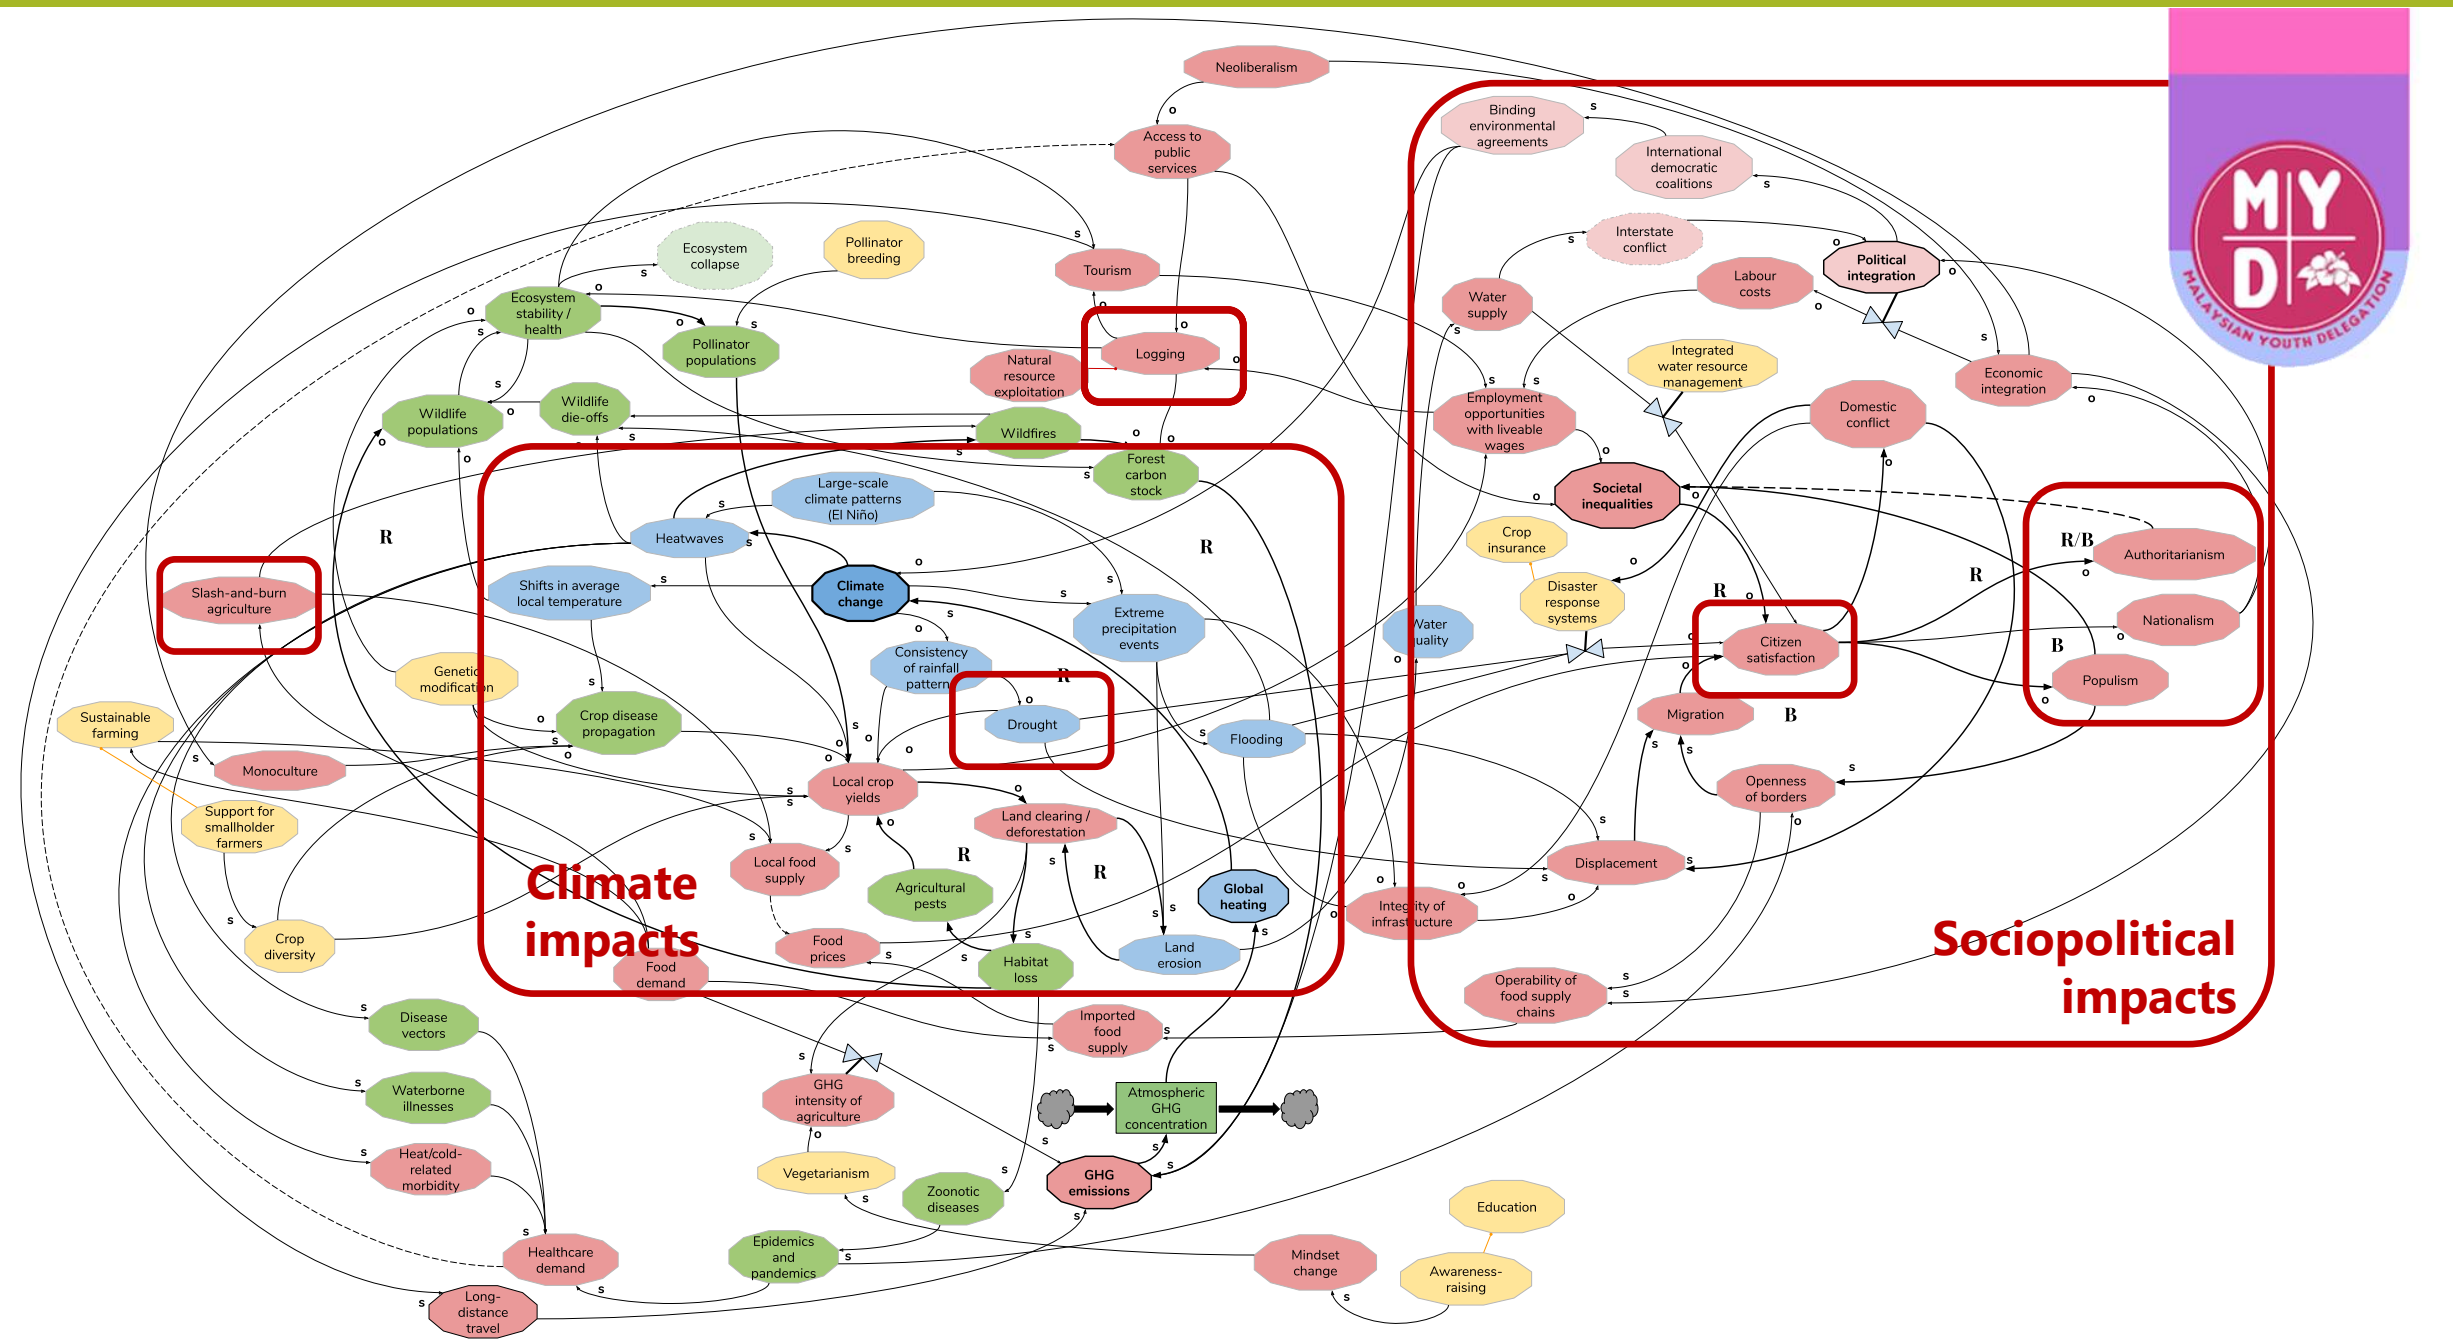 Neoliberalism
Access to
public
services
Binding
environmental
agreements
International
democratic
coalitions
Interstate
conflict
Political
integration
Labour
costs
Water
supply
Integrated
water resource
management
Economic
integration
Ecosystem
collapse
Pollinator
breeding
Tourism
Ecosystem
stability /
health
Pollinator
populations
Natural
resource
exploitation
Logging
Wildlife
populations
Wildlife
die-offs
Wildfires
Forest
carbon
stock
Employment
opportunities
with liveable
wages
Domestic
conflict
Societal
inequalities
Large-scale
climate patterns
(El Niño)
Heatwaves
Crop
insurance
Disaster
response
systems
Authoritarianism
Nationalism
Populism
Citizen
satisfaction
Migration
Openness
of borders
Displacement
Slash-and-burn
agriculture
Shifts in average
local temperature
Climate
change
Extreme
precipitation
events
Water
quality
Consistency
of rainfall
patterns
Genetic
modification
Crop disease
propagation
Drought
Flooding
Sustainable
farming
Monoculture
Support for
smallholder
farmers
Local crop
yields
Land clearing /
deforestation
Local food
supply
Agricultural
pests
Global
heating
Integrity of
infrastructure
Crop
diversity
Food
prices
Habitat
loss
Land
erosion
Food
demand
Climate
impacts
Sociopolitical
impacts
Operability of
food supply
chains
Imported
food
supply
Disease
vectors
Waterborne
illnesses
Heat/cold-
related
morbidity
GHG
intensity of
agriculture
Atmospheric
GHG
concentration
Vegetarianism
Zoonotic
diseases
GHG
emissions
Epidemics
and
pandemics
Healthcare
demand
Long-
distance
travel
Mindset
change
Education
Awareness-
raising
R
R
R
R
R
R
R
R/B
B
B
M Y
D
MALAYSIAN YOUTH DELEGATION